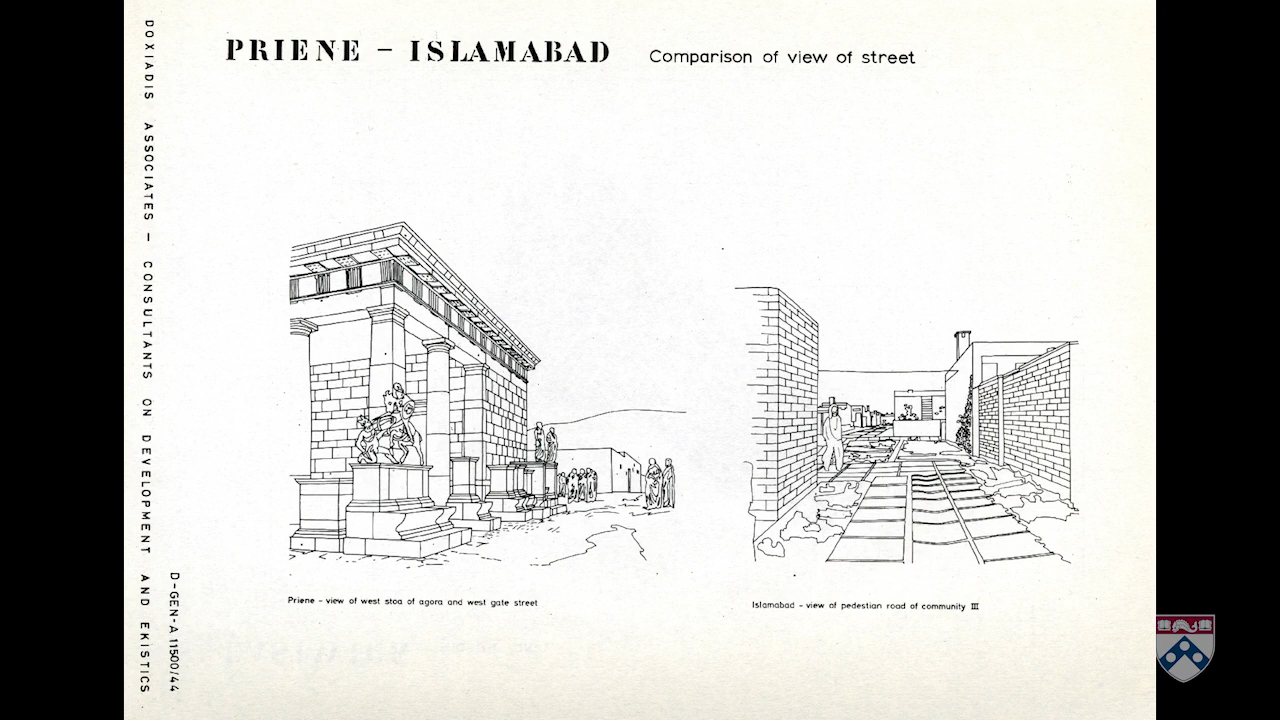 PRIENE – ISLAMABAD Comparison of view of street
DOXIADIS ASSOCIATES – CONSULTANTS ON DEVELOPMENT AND EKISTICS
D-GEN-A 11500/44
Priene – view of west stoa of agora and west gate street
Islamabad – view of pedestian road of community III